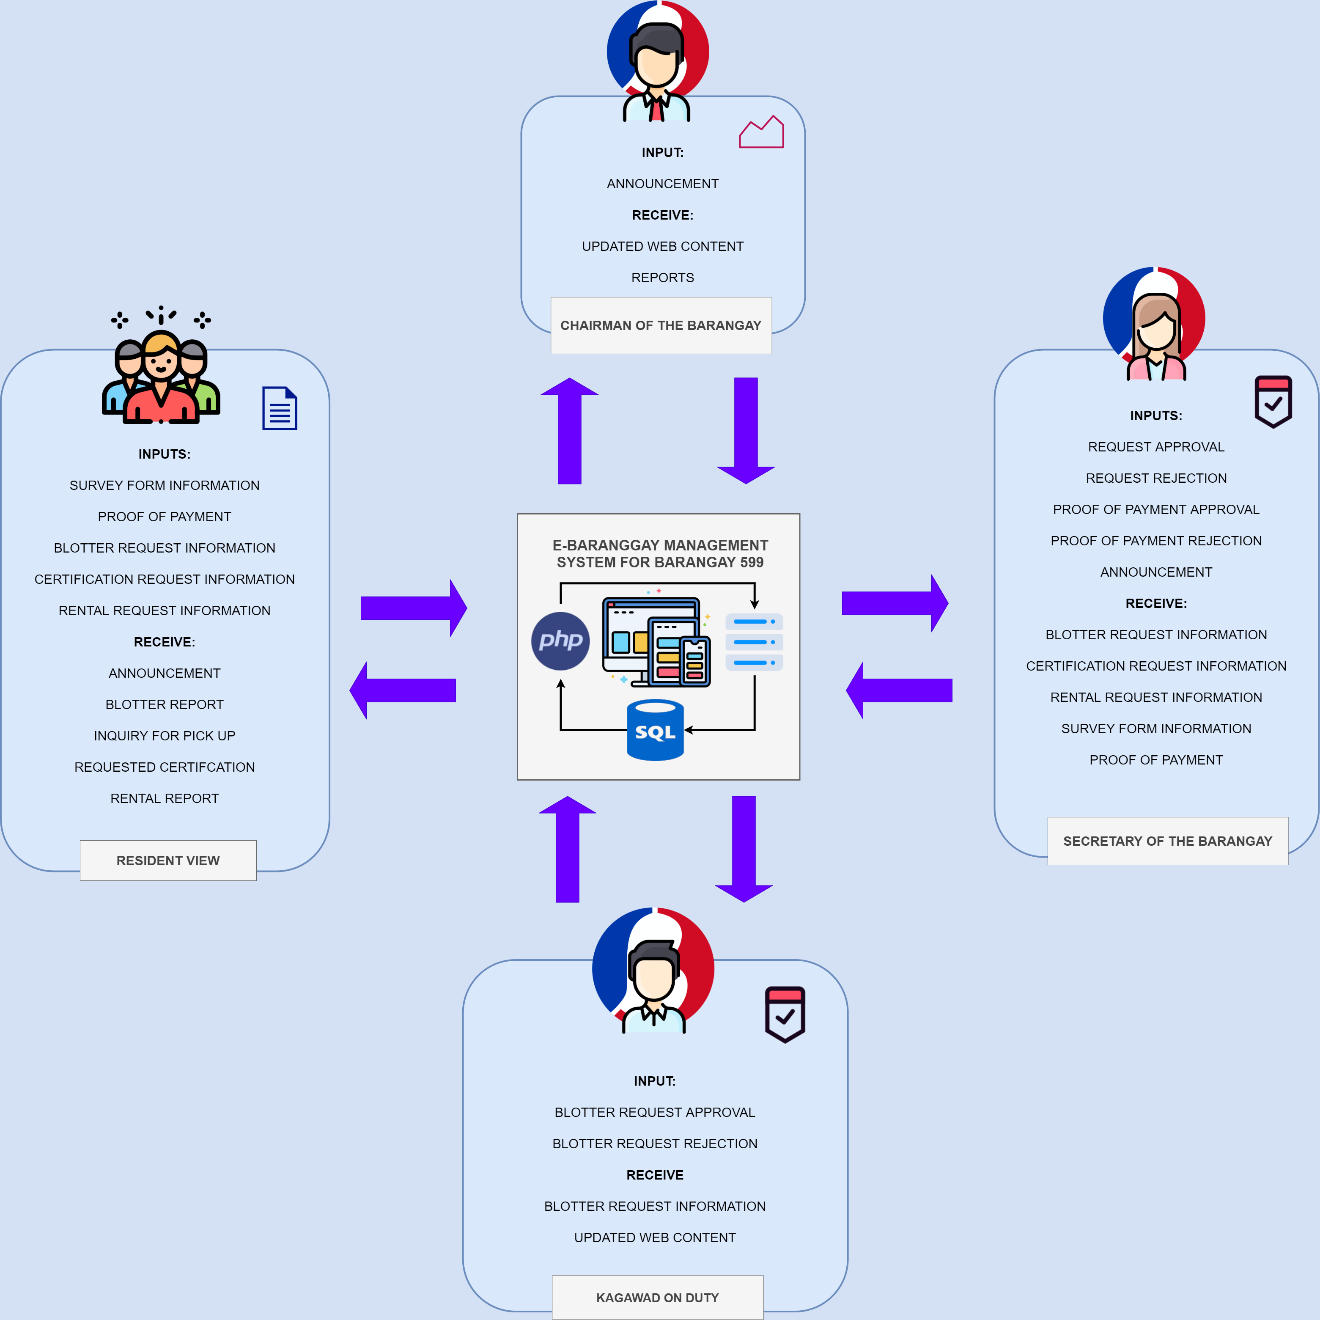 INPUT:
ANNOUNCEMENT
RECEIVE:
UPDATED WEB CONTENT
REPORTS
CHAIRMAN OF THE BARANGAY
INPUTS:
SURVEY FORM INFORMATION
PROOF OF PAYMENT
BLOTTER REQUEST INFORMATION
CERTIFICATION REQUEST INFORMATION
RENTAL REQUEST INFORMATION
RECEIVE:
ANNOUNCEMENT
BLOTTER REPORT
INQUIRY FOR PICK UP
REQUESTED CERTIFCATION
RENTAL REPORT
RESIDENT VIEW
E-BARANGGAY MANAGEMENT
SYSTEM FOR BARANGAY 599
php
SQL
INPUTS:
REQUEST APPROVAL
REQUEST REJECTION
PROOF OF PAYMENT APPROVAL
PROOF OF PAYMENT REJECTION
ANNOUNCEMENT
RECEIVE:
BLOTTER REQUEST INFORMATION
CERTIFICATION REQUEST INFORMATION
RENTAL REQUEST INFORMATION
SURVEY FORM INFORMATION
PROOF OF PAYMENT
SECRETARY OF THE BARANGAY
INPUT:
BLOTTER REQUEST APPROVAL
BLOTTER REQUEST REJECTION
RECEIVE
BLOTTER REQUEST INFORMATION
UPDATED WEB CONTENT
KAGAWAD ON DUTY